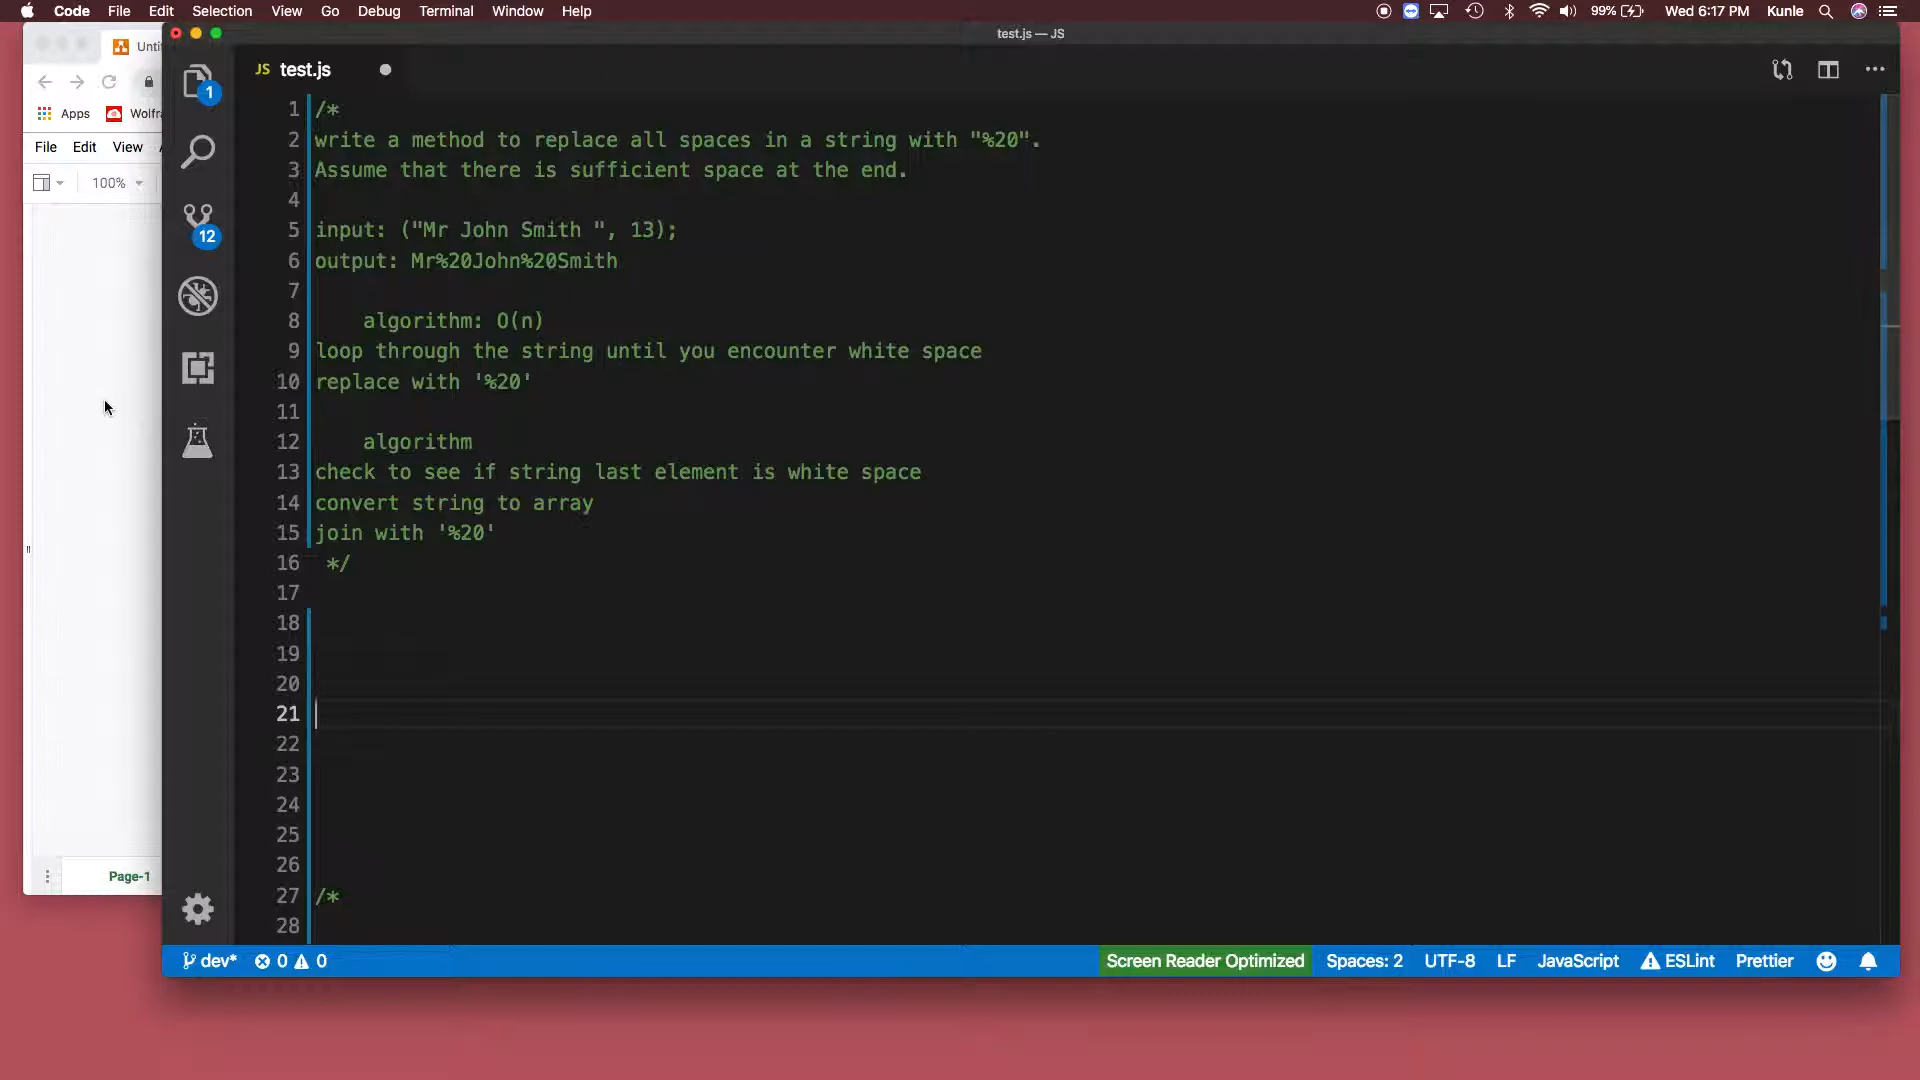 Code File Edit Selection View Go Debug Terminal Window Help 99% Wed 6:17 PM Kunle
test.js — JS
Unti
JS test.js
1
Apps Wolfra
File Edit View
100%
12
1 /*
2 write a method to replace all spaces in a string with "%20".
3 Assume that there is sufficient space at the end.
4
5 input: ("Mr John Smith ", 13);
6 output: Mr%20John%20Smith
7
8 algorithm: O(n)
9 loop through the string until you encounter white space
10 replace with '%20'
11
12 algorithm
13 check to see if string last element is white space
14 convert string to array
15 join with '%20'
16 */
17
18
19
20
21
22
23
24
25
26
27 /*
28
Page-1
dev* 0 0 Screen Reader Optimized Spaces: 2 UTF-8 LF JavaScript ESLint Prettier